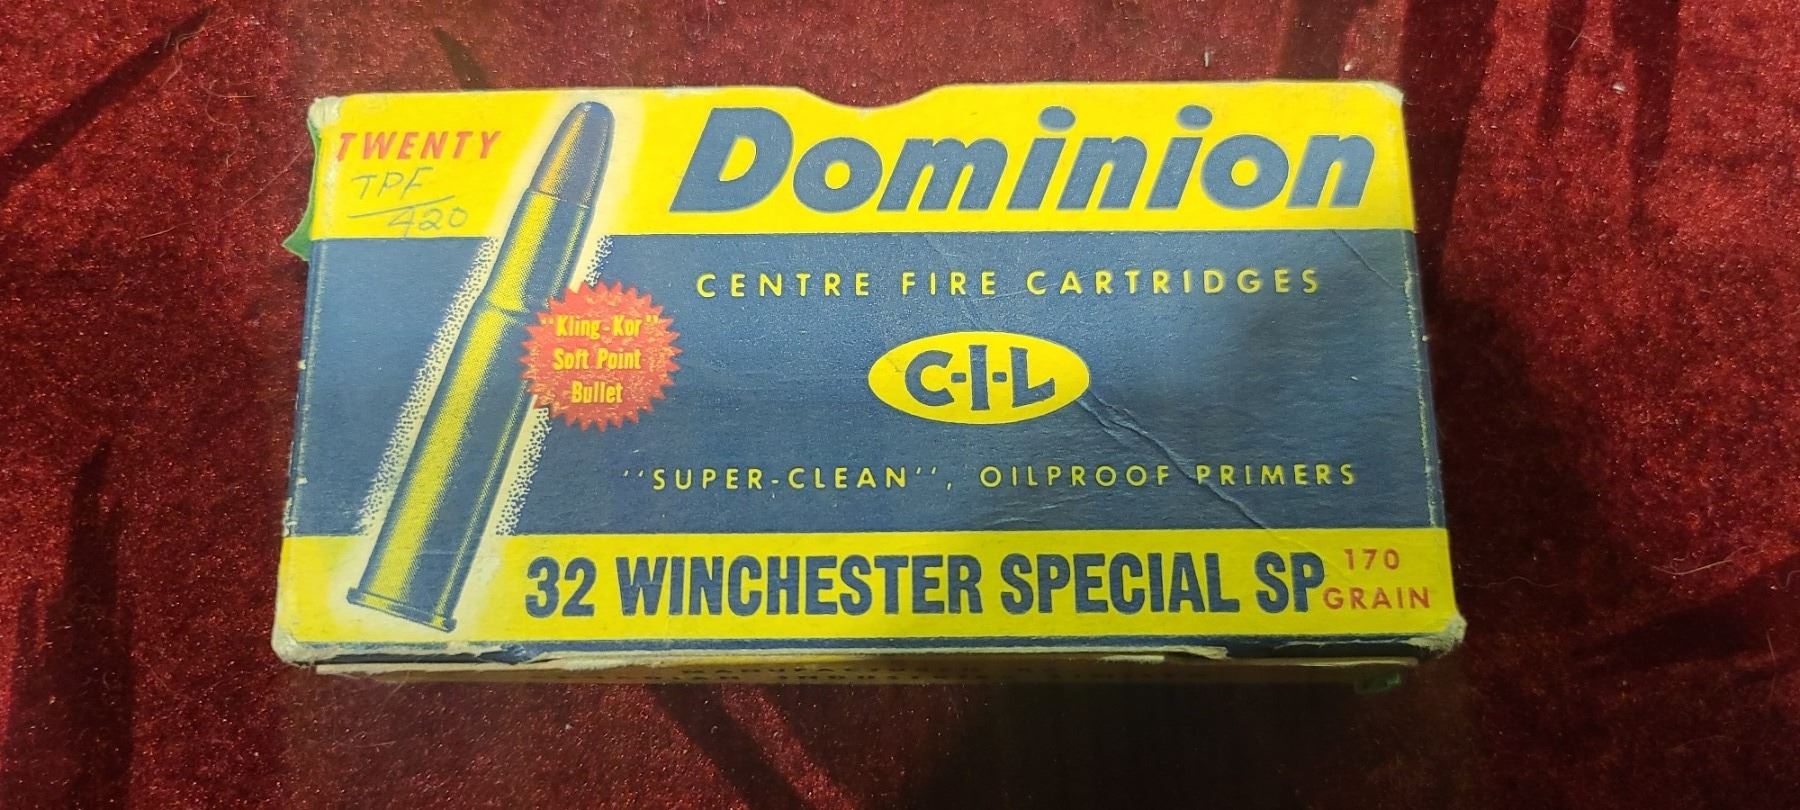 TWENTY
TPF
420
Dominion
CENTRE FIRE CARTRIDGES
"Kling-Kor"
Soft Point
Bullet
C-I-L
"SUPER-CLEAN", OILPROOF PRIMERS
32 WINCHESTER SPECIAL SP
170
GRAIN
MANUFACTURED